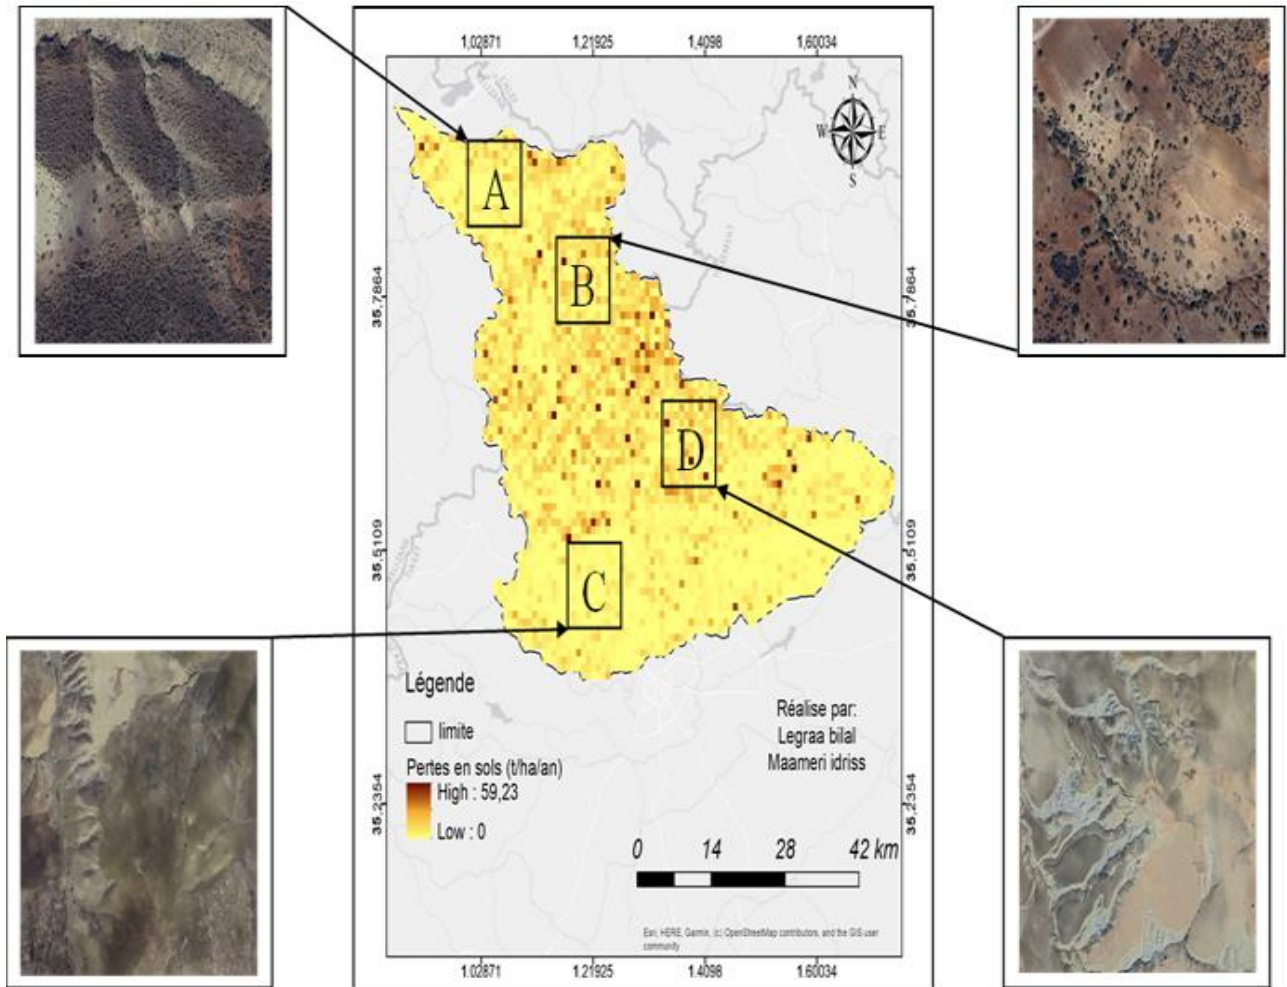 1,02871 1,21925 1,4098 1,60034
N
W E
S
A
B
35,7864 35,7864
D
35,5109 35,5109
C
Légende
limite
Pertes en sols (t/ha/an)
High : 59,23
Low : 0
Réalise par:
Legraa bilal
Maameri idriss
35,2354 35,2354
0 14 28 42 km
Esri, HERE, Garmin, (c) OpenStreetMap contributors, and the GIS user
community
1,02871 1,21925 1,4098 1,60034